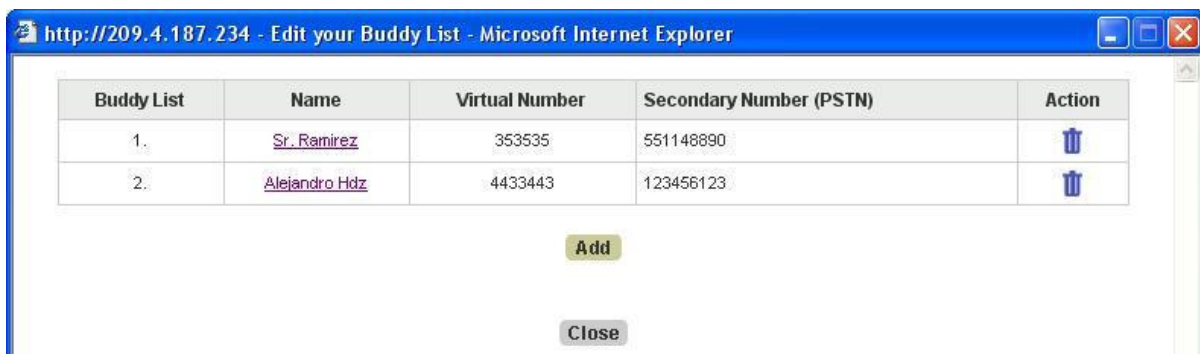 http://209.4.187.234 - Edit your Buddy List - Microsoft Internet Explorer
Buddy List Name Virtual Number Secondary Number (PSTN) Action
1. Sr. Ramirez 353535 551148890
2. Alejandro Hdz 4433443 123456123
Add
Close